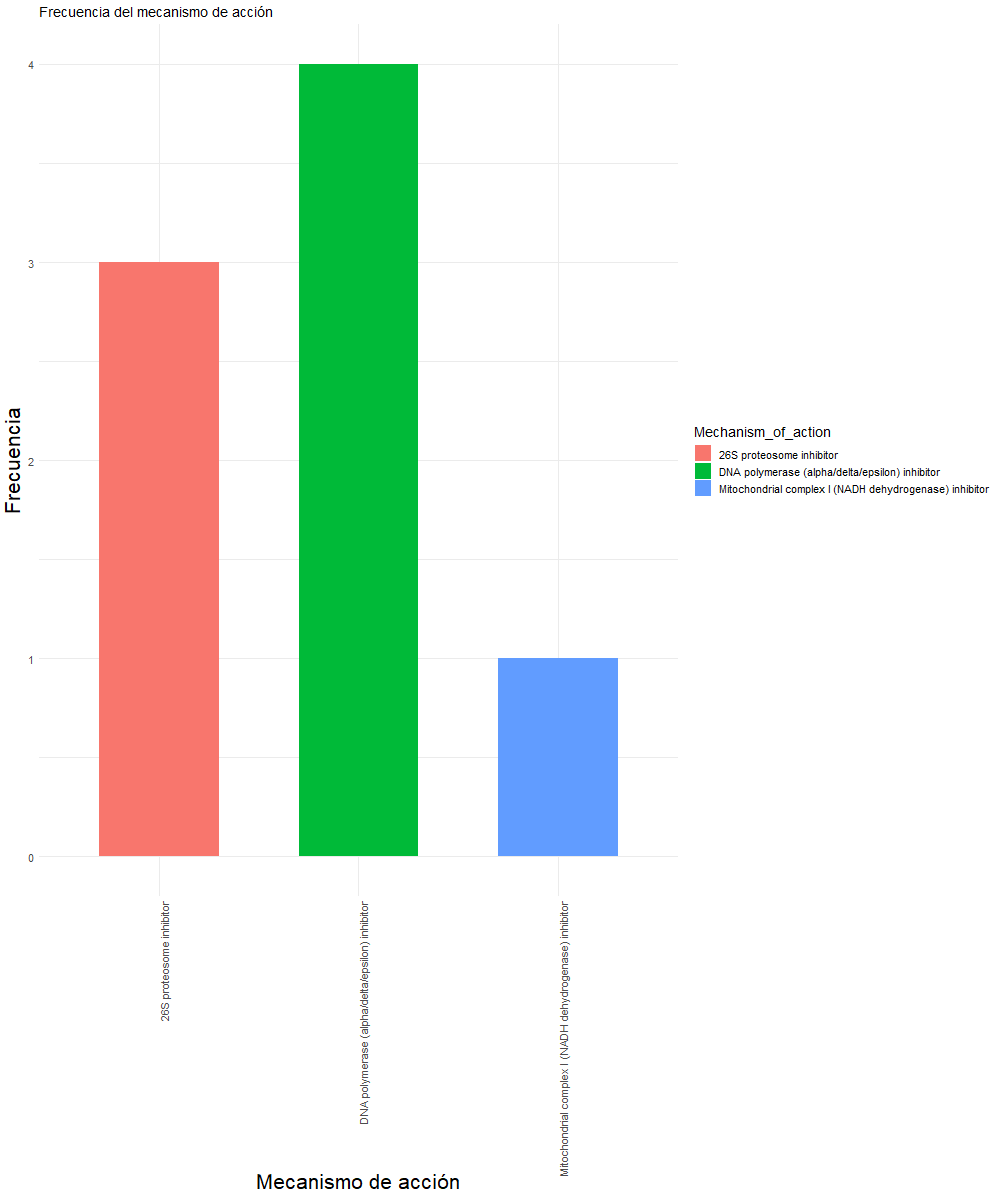 Frecuencia del mecanismo de acción
4
3
2
1
0
Frecuencia
26S proteosome inhibitor
DNA polymerase (alpha/delta/epsilon) inhibitor
Mitochondrial complex I (NADH dehydrogenase) inhibitor
Mecanismo de acción
Mechanism_of_action
26S proteosome inhibitor
DNA polymerase (alpha/delta/epsilon) inhibitor
Mitochondrial complex I (NADH dehydrogenase) inhibitor